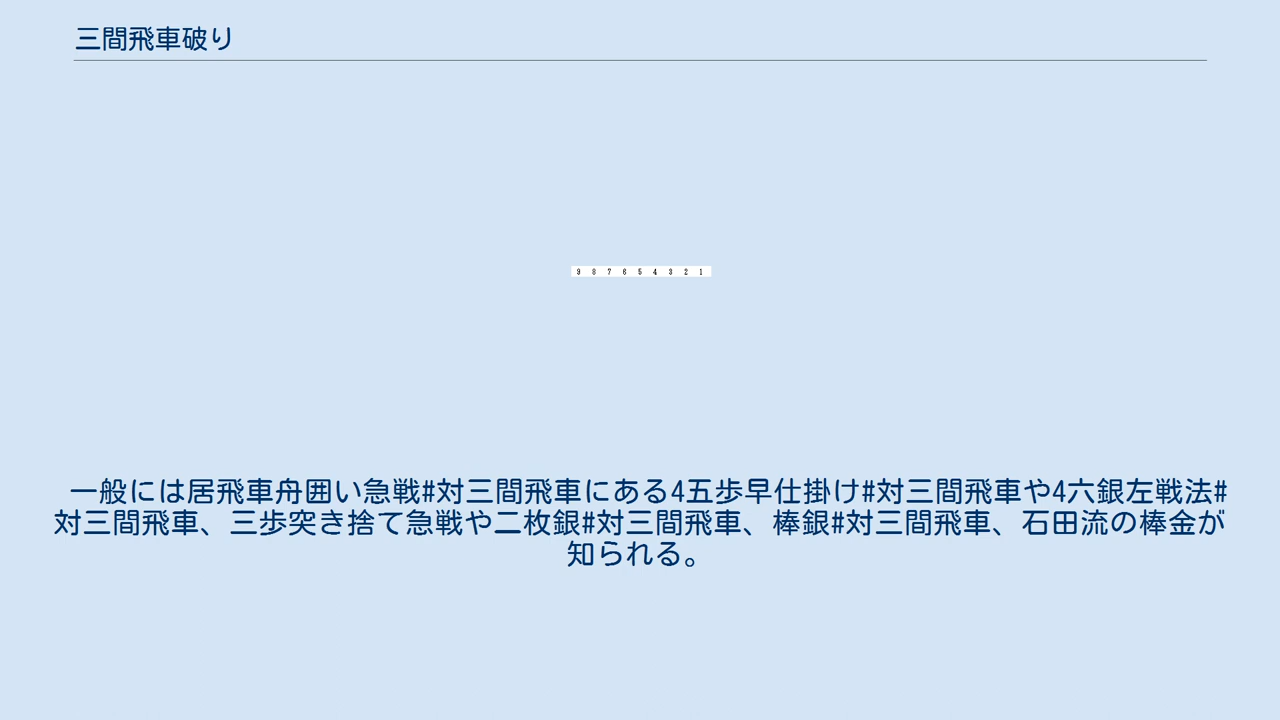 三間飛車破り
9 8 7 6 5 4 3 2 1
一般には居飛車舟囲い急戦#対三間飛車にある4五歩早仕掛け#対三間飛車や4六銀左戦法#
対三間飛車、三歩突き捨て急戦や二枚銀#対三間飛車、棒銀#対三間飛車、石田流の棒金が
知られる。